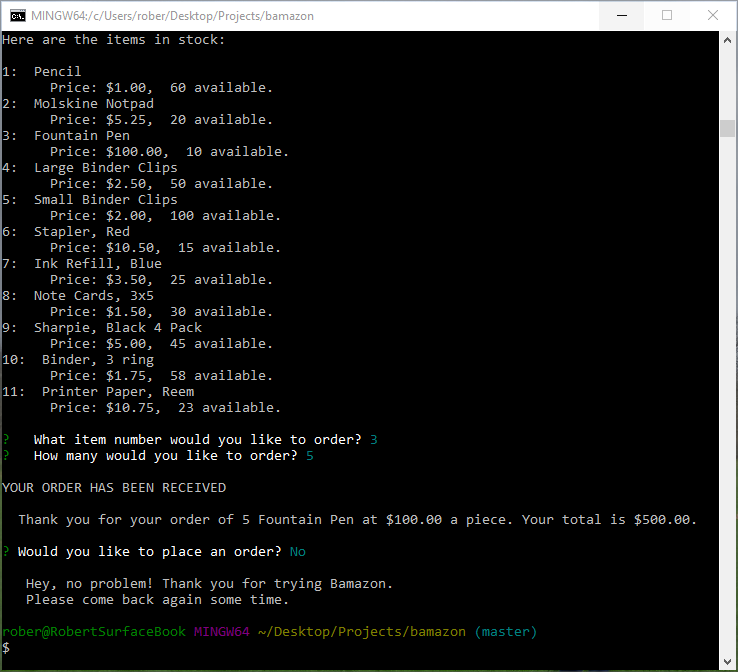 MINGW64:/c/Users/rober/Desktop/Projects/bamazon
Here are the items in stock:
1:  Pencil
      Price: $1.00,  60 available.
2:  Molskine Notpad
      Price: $5.25,  20 available.
3:  Fountain Pen
      Price: $100.00,  10 available.
4:  Large Binder Clips
      Price: $2.50,  50 available.
5:  Small Binder Clips
      Price: $2.00,  100 available.
6:  Stapler, Red
      Price: $10.50,  15 available.
7:  Ink Refill, Blue
      Price: $3.50,  25 available.
8:  Note Cards, 3x5
      Price: $1.50,  30 available.
9:  Sharpie, Black 4 Pack
      Price: $5.00,  45 available.
10:  Binder, 3 ring
      Price: $1.75,  58 available.
11:  Printer Paper, Reem
      Price: $10.75,  23 available.
?   What item number would you like to order? 3
?   How many would you like to order? 5
YOUR ORDER HAS BEEN RECEIVED
  Thank you for your order of 5 Fountain Pen at $100.00 a piece. Your total is $500.00.
? Would you like to place an order? No
   Hey, no problem! Thank you for trying Bamazon.
   Please come back again some time.
rober@RobertSurfaceBook MINGW64 ~/Desktop/Projects/bamazon (master)
$